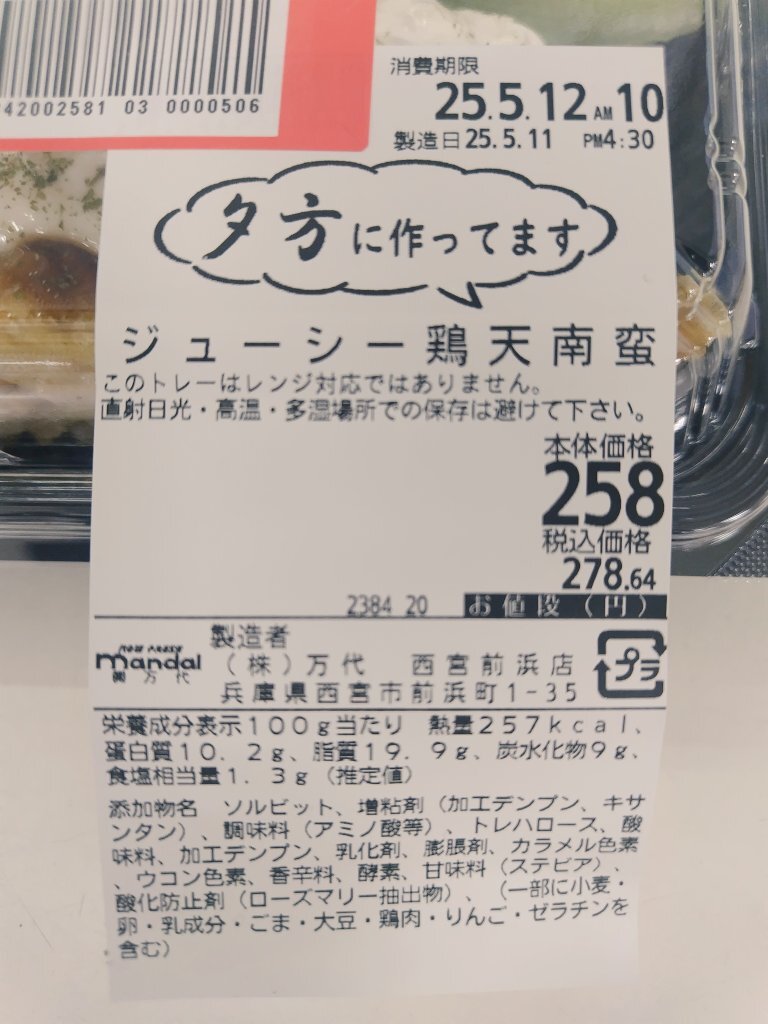 42002581 03 0000506
消費期限
25.5.12 AM 10
製造日 25.5.11 PM4:30
夕方に作ってます
ジューシー鶏天南蛮
このトレーはレンジ対応ではありません。
直射日光・高温・多湿場所での保存は避けて下さい。
本体価格
258
税込価格
278.64
2384 20 お値段(円)
製造者
mandai
㈱万代
(株)万代 西宮前浜店
兵庫県西宮市前浜町1-35
プラ
栄養成分表示100g当たり 熱量257kcal、
蛋白質10.2g、脂質19.9g、炭水化物9g、
食塩相当量1.3g(推定値)
添加物名 ソルビット、増粘剤(加工デンプン、キサ
ンタン)、調味料(アミノ酸等)、トレハロース、酸
味料、加工デンプン、乳化剤、膨脹剤、カラメル色素
、ウコン色素、香辛料、酵素、甘味料(ステビア)、
酸化防止剤(ローズマリー抽出物)、(一部に小麦・
卵・乳成分・ごま・大豆・鶏肉・りんご・ゼラチンを
含む)